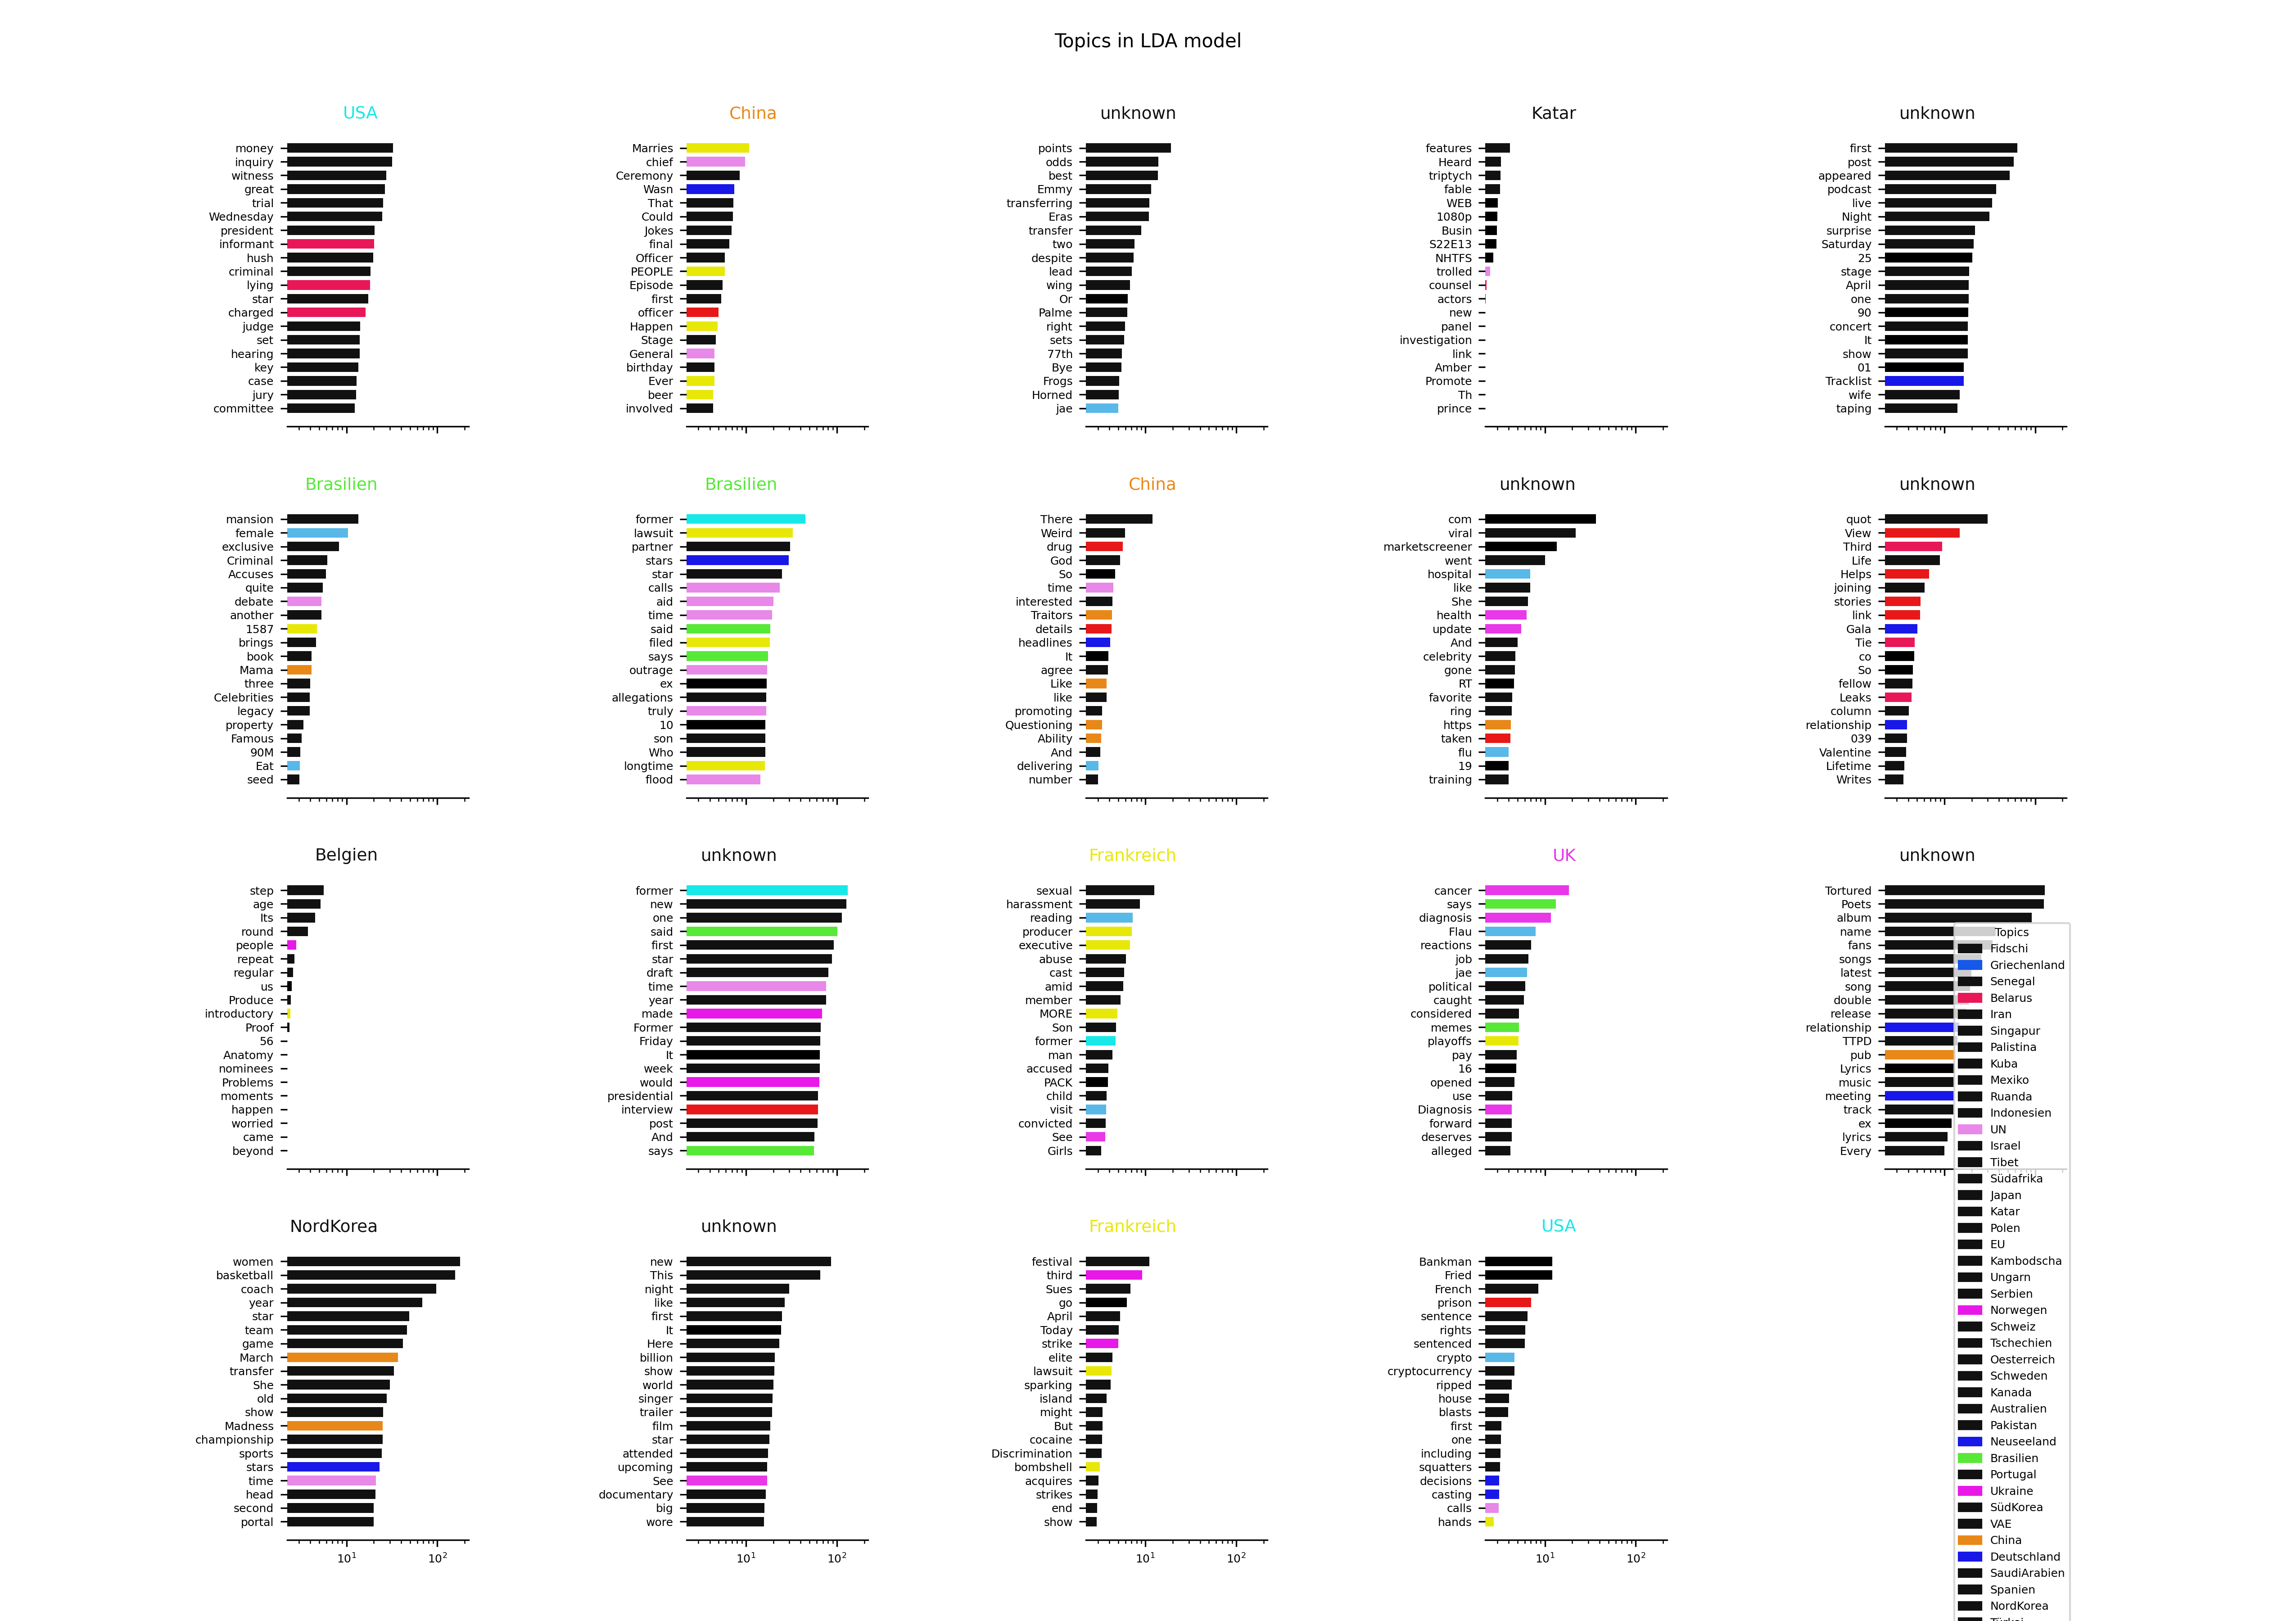 Topics in LDA model
USA
money
inquiry
witness
great
trial
Wednesday
president
informant
hush
criminal
lying
star
charged
judge
set
hearing
key
case
jury
committee
China
Marries
chief
Ceremony
Wasn
That
Could
Jokes
final
Officer
PEOPLE
Episode
first
officer
Happen
Stage
General
birthday
Ever
beer
involved
unknown
points
odds
best
Emmy
transferring
Eras
transfer
two
despite
lead
wing
Or
Palme
right
sets
77th
Bye
Frogs
Horned
jae
Katar
features
Heard
triptych
fable
WEB
1080p
Busin
S22E13
NHTFS
trolled
counsel
actors
new
panel
investigation
link
Amber
Promote
Th
prince
unknown
first
post
appeared
podcast
live
Night
surprise
Saturday
25
stage
April
one
90
concert
It
show
01
Tracklist
wife
taping
Brasilien
mansion
female
exclusive
Criminal
Accuses
quite
debate
another
1587
brings
book
Mama
three
Celebrities
legacy
property
Famous
90M
Eat
seed
Brasilien
former
lawsuit
partner
stars
star
calls
aid
time
said
filed
says
outrage
ex
allegations
truly
10
son
Who
longtime
flood
China
There
Weird
drug
God
So
time
interested
Traitors
details
headlines
It
agree
Like
like
promoting
Questioning
Ability
And
delivering
number
unknown
com
viral
marketscreener
went
hospital
like
She
health
update
And
celebrity
gone
RT
favorite
ring
https
taken
flu
19
training
unknown
quot
View
Third
Life
Helps
joining
stories
link
Gala
Tie
co
So
fellow
Leaks
column
relationship
039
Valentine
Lifetime
Writes
Belgien
step
age
Its
round
people
repeat
regular
us
Produce
introductory
Proof
56
Anatomy
nominees
Problems
moments
happen
worried
came
beyond
unknown
former
new
one
said
first
star
draft
time
year
made
Former
Friday
It
week
would
presidential
interview
post
And
says
Frankreich
sexual
harassment
reading
producer
executive
abuse
cast
amid
member
MORE
Son
former
man
accused
PACK
child
visit
convicted
See
Girls
UK
cancer
says
diagnosis
Flau
reactions
job
jae
political
caught
considered
memes
playoffs
pay
16
opened
use
Diagnosis
forward
deserves
alleged
unknown
Tortured
Poets
album
name
fans
songs
latest
song
double
release
relationship
TTPD
pub
Lyrics
music
meeting
track
ex
lyrics
Every
NordKorea
women
basketball
coach
year
star
team
game
March
transfer
She
old
show
Madness
championship
sports
stars
time
head
second
portal
10¹
10²
unknown
new
This
night
like
first
It
Here
billion
show
world
singer
trailer
film
star
attended
upcoming
See
documentary
big
wore
10¹
10²
Frankreich
festival
third
Sues
go
April
Today
strike
elite
lawsuit
sparking
island
might
But
cocaine
Discrimination
bombshell
acquires
strikes
end
show
10¹
10²
USA
Bankman
Fried
French
prison
sentence
rights
sentenced
crypto
cryptocurrency
ripped
house
blasts
first
one
including
squatters
decisions
casting
calls
hands
10¹
10²
Topics
Fidschi
Griechenland
Senegal
Belarus
Iran
Singapur
Palistina
Kuba
Mexiko
Ruanda
Indonesien
UN
Israel
Tibet
Südafrika
Japan
Katar
Polen
EU
Kambodscha
Ungarn
Serbien
Norwegen
Schweiz
Tschechien
Oesterreich
Schweden
Kanada
Australien
Pakistan
Neuseeland
Brasilien
Portugal
Ukraine
SüdKorea
VAE
China
Deutschland
SaudiArabien
Spanien
NordKorea